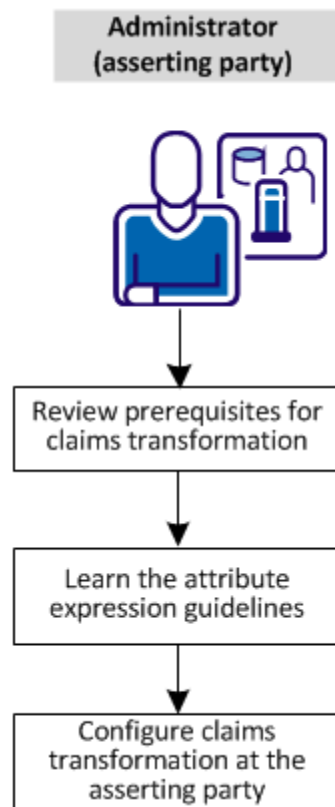 Administrator
(asserting party)
Review prerequisites for
claims transformation
Learn the attribute
expression guidelines
Configure claims
transformation at the
asserting party